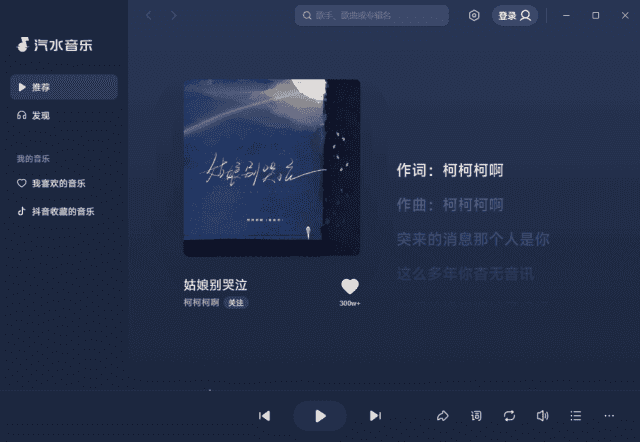 歌手、歌曲或专辑名
登录
汽水音乐
推荐
发现
我的音乐
我喜欢的音乐
抖音收藏的音乐
姑娘别哭泣
姑娘别哭泣
柯柯柯啊 关注
300w+
作词：柯柯柯啊
作曲：柯柯柯啊
突来的消息那个人是你
这么多年你杳无音讯
词